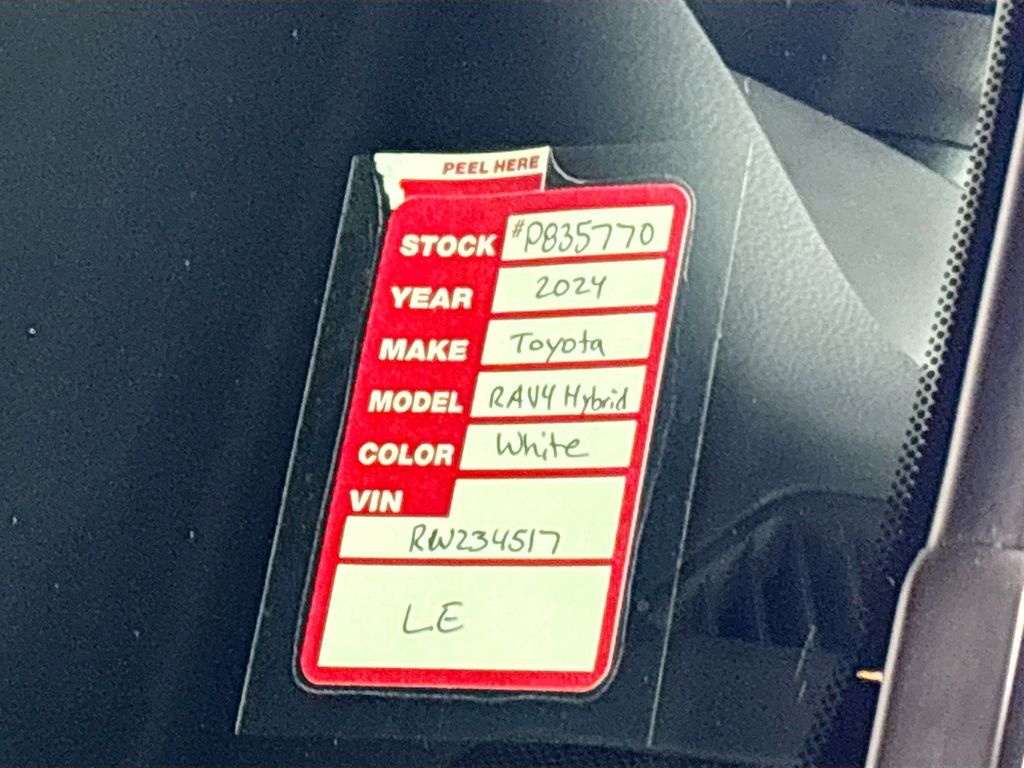 PEEL HERE
STOCK #P835770
YEAR 2024
MAKE Toyota
MODEL RAV4 Hybrid
COLOR White
VIN
RW234517
LE